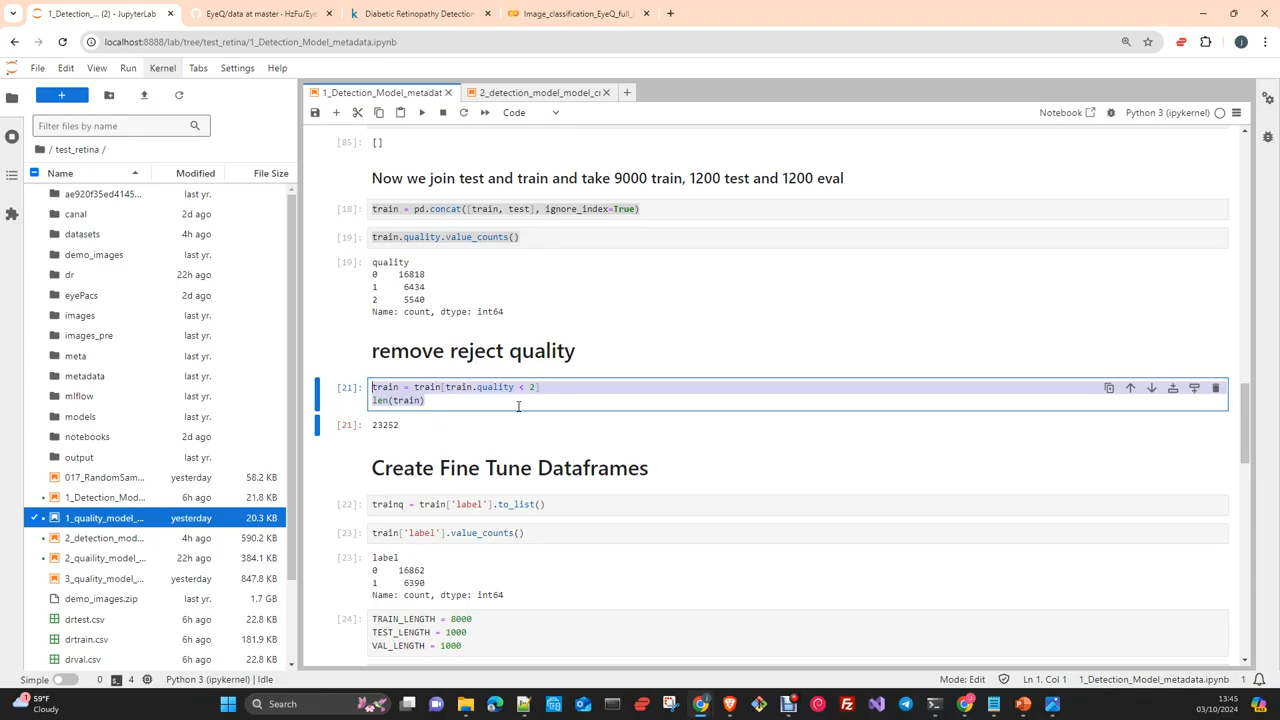 1_Detection_... (2) - JupyterLab
EyeQ/data at master · HzFu/Eye
Diabetic Retinopathy Detection
Image_classification_EyeQ_full_
localhost:8888/lab/tree/test_retina/1_Detection_Model_metadata.ipynb
File Edit View Run Kernel Tabs Settings Help
Filter files by name
/ test_retina /
Name Modified File Size
ae920f35ed4145... last yr.
canal 2d ago
datasets 4h ago
demo_images last yr.
dr 22h ago
eyePacs 2d ago
images last yr.
images_pre last yr.
meta last yr.
metadata last yr.
mlflow last yr.
models last yr.
notebooks 2d ago
output last yr.
017_RandomSam... yesterday 58.2 KB
1_Detection_Mod... 6h ago 21.8 KB
1_quality_model_... yesterday 20.3 KB
2_detection_mod... 4h ago 590.2 KB
2_quaility_model_... 22h ago 384.1 KB
3_quality_model_... yesterday 847.8 KB
demo_images.zip last yr. 1.7 GB
drtest.csv 6h ago 22.8 KB
drtrain.csv 6h ago 181.9 KB
drval.csv 6h ago 22.8 KB
1_Detection_Model_metadat
2_detection_model_model_cr
Code
Notebook Python 3 (ipykernel)
[85]: []
Now we join test and train and take 9000 train, 1200 test and 1200 eval
[18]: train = pd.concat([train, test], ignore_index=True)
[19]: train.quality.value_counts()
[19]: quality
0 16818
1 6434
2 5540
Name: count, dtype: int64
remove reject quality
[21]: train = train[train.quality < 2]
len(train)
[21]: 23252
Create Fine Tune Dataframes
[22]: trainq = train['label'].to_list()
[23]: train['label'].value_counts()
[23]: label
0 16862
1 6390
Name: count, dtype: int64
[24]: TRAIN_LENGTH = 8000
TEST_LENGTH = 1000
VAL_LENGTH = 1000
Simple 0 4 Python 3 (ipykernel) | Idle
Mode: Edit Ln 1, Col 1 1_Detection_Model_metadata.ipynb 1
59°F
Cloudy
Search
13:45
03/10/2024